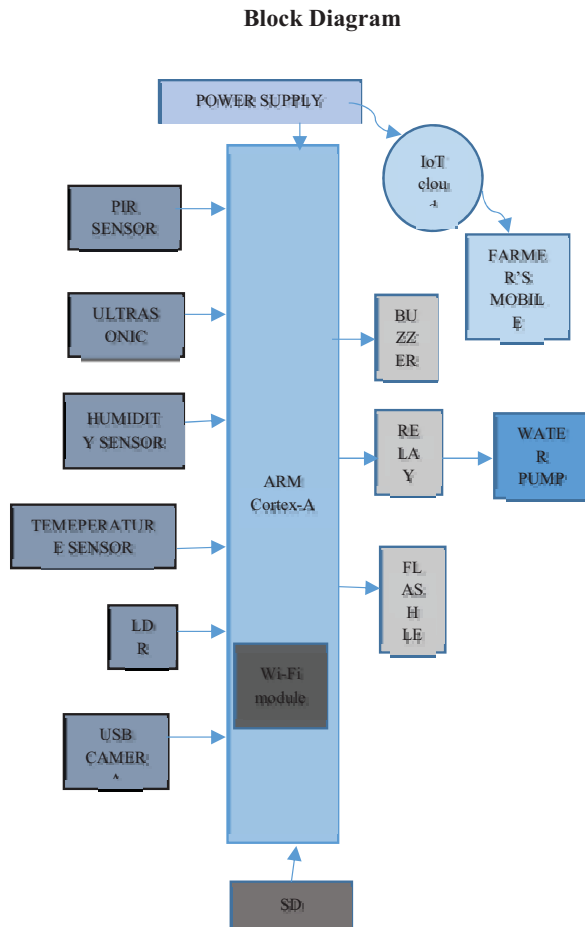 Block Diagram
POWER SUPPLY
IoT
clou
PIR
SENSOR
FARME
R'S
MOBIL
E
ULTRAS
ONIC
BU
ZZ
ER
HUMIDIT
Y SENSOR
RE
LA
Y
WATE
R
PUMP
ARM
Cortex-A
TEMEPERATUR
E SENSOR
FL
AS
H
LE
LD
R
Wi-Fi
module
USB
CAMER
SD